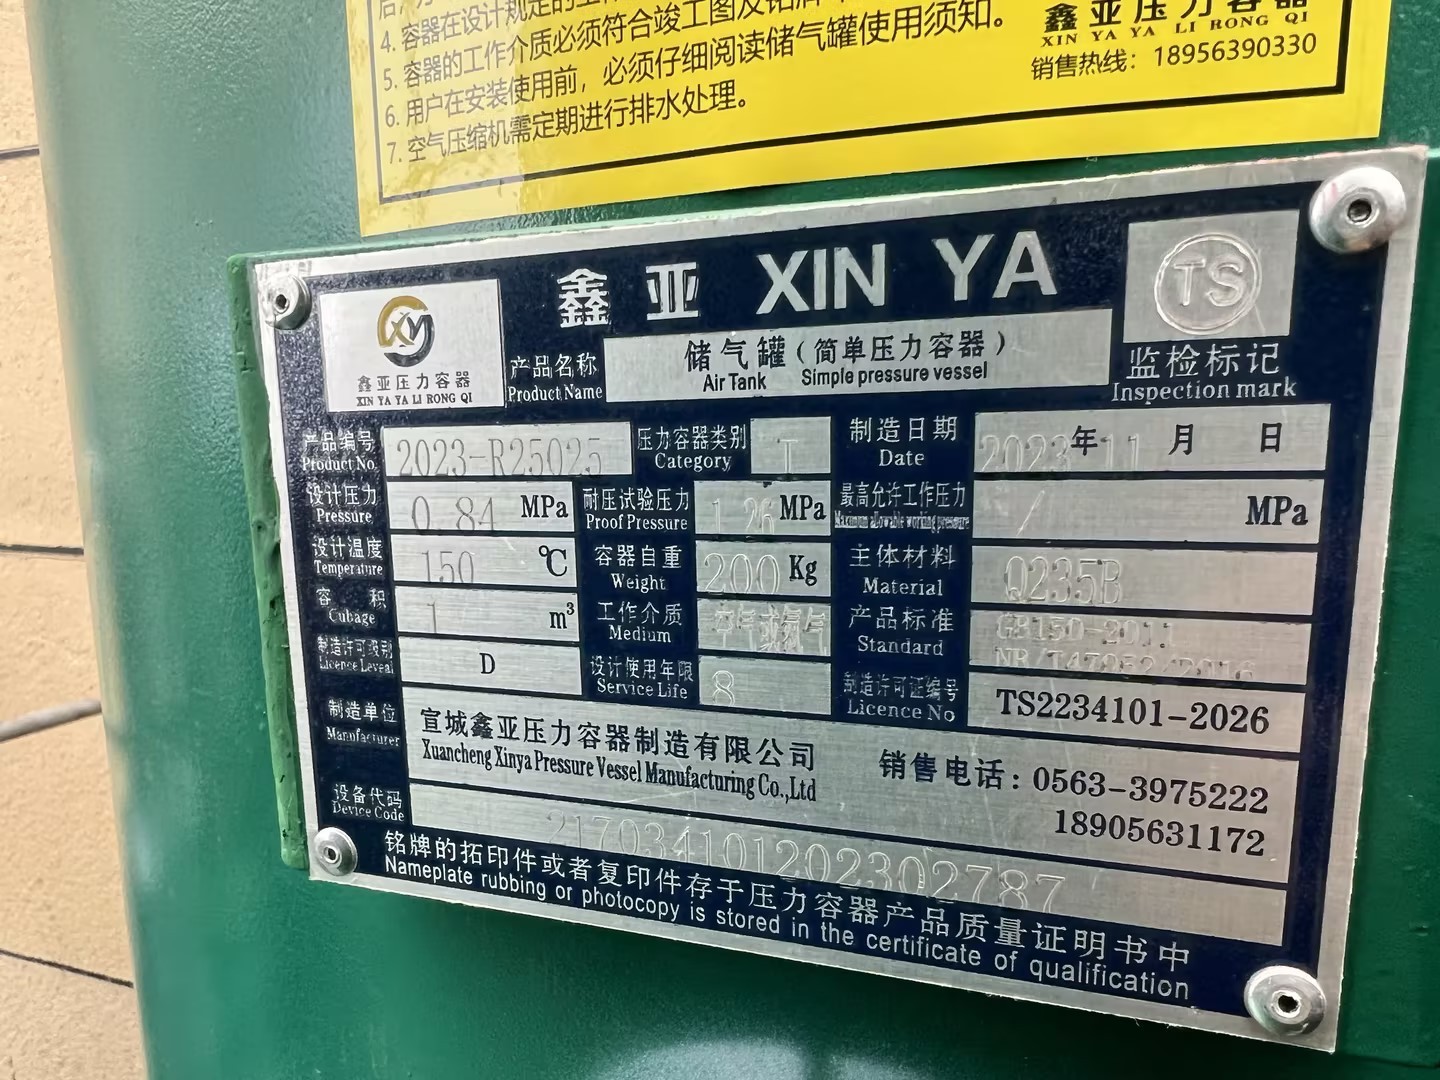 4. 容器在设计规定的工
5. 容器的工作介质必须符合竣工图及铭牌
6. 用户在安装使用前，必须仔细阅读储气罐使用须知。
7. 空气压缩机需定期进行排水处理。
鑫亚压力容器
XIN YA YA LI RONG QI
销售热线：18956390330
鑫亚 XIN YA
XY
鑫亚压力容器
XIN YA YA LI RONG QI
产品名称 储气罐（简单压力容器）
Product Name Air Tank Simple pressure vessel
TS
监检标记
Inspection mark
产品编号 2023-R25025 压力容器类别 I 制造日期 2023年11月 日
Product No. Category Date
设计压力 0.84 MPa 耐压试验压力 1.26 MPa 最高允许工作压力 / MPa
Pressure Proof Pressure Maximum allowable working pressure
设计温度 150 ℃ 容器自重 200 Kg 主体材料 Q235B
Temperature Weight Material
容积 1 m³ 工作介质 空气或氮气 产品标准 GB150-2011
Cubage Medium Standard NB/T47052/2016
制造许可级别 D 设计使用年限 8 制造许可证编号 TS2234101-2026
Licence Leveal Service Life Licence No
制造单位 宣城鑫亚压力容器制造有限公司 销售电话：0563-3975222
Manufacturer Xuancheng Xinya Pressure Vessel Manufacturing Co.,Ltd 18905631172
设备代码 217034101202302787
Device Code
铭牌的拓印件或者复印件存于压力容器产品质量证明书中
Nameplate rubbing or photocopy is stored in the certificate of qualification